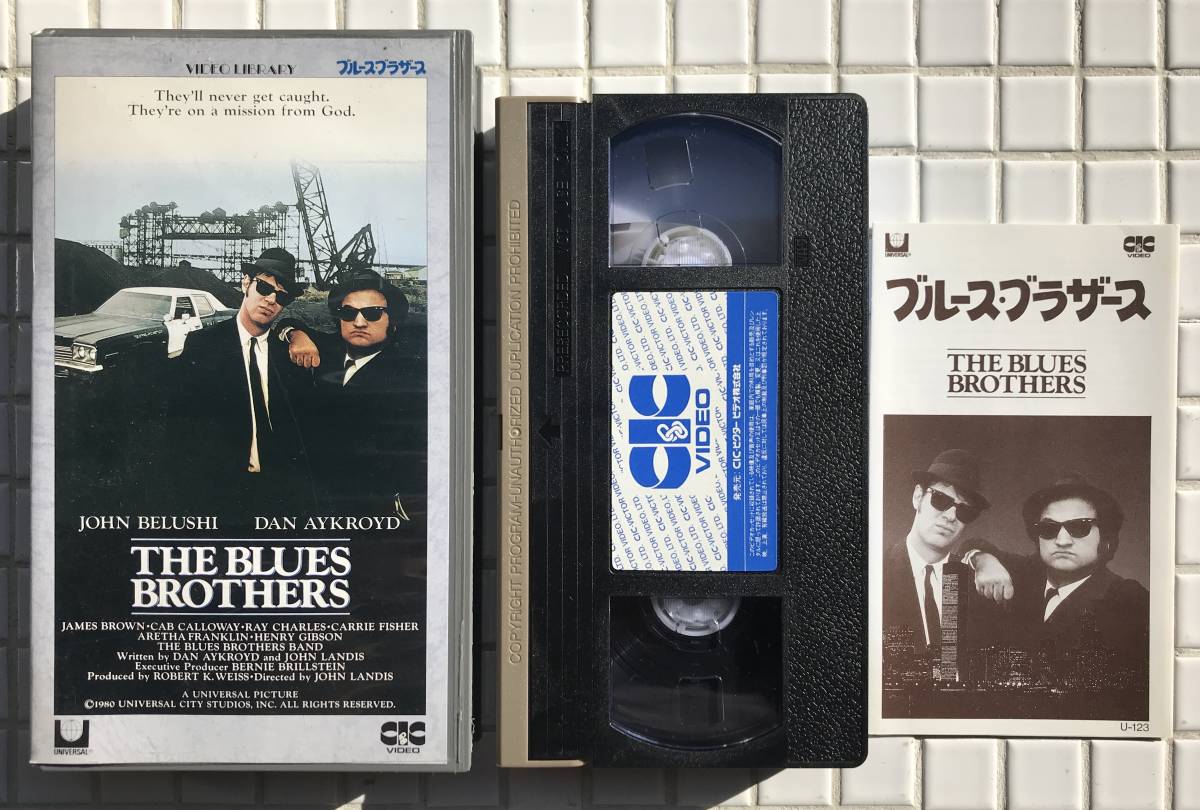 VIDEO LIBRARY
ブルース・ブラザース
They'll never get caught.
They're on a mission from God.
JOHN BELUSHI DAN AYKROYD
THE BLUES
BROTHERS
JAMES BROWN・CAB CALLOWAY・RAY CHARLES・CARRIE FISHER
ARETHA FRANKLIN・HENRY GIBSON
THE BLUES BROTHERS BAND
Written by DAN AYKROYD and JOHN LANDIS
Executive Producer BERNIE BRILLSTEIN
Produced by ROBERT K. WEISS・Directed by JOHN LANDIS
A UNIVERSAL PICTURE
©1980 UNIVERSAL CITY STUDIOS, INC. ALL RIGHTS RESERVED.
UNIVERSAL
CIC
VIDEO
COPYRIGHT PROGRAM-UNAUTHORIZED DUPLICATION PROHIBITED
CIC
VIDEO
発売元:CIC・ビクター ビデオ株式会社
UNIVERSAL
CIC
VIDEO
ブルース・ブラザース
THE BLUES
BROTHERS
U-123